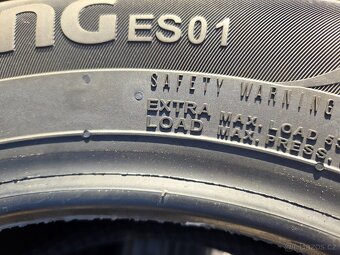 NG ES01
SAFETY WARNING
EXTRA MAX. LOAD
LOAD MAX. PRESS.